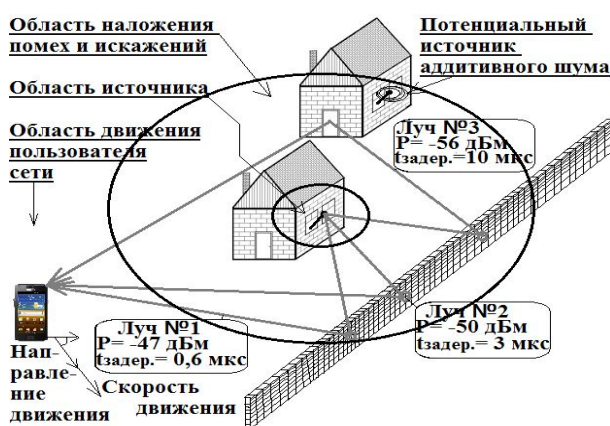 Область наложения
помех и искажений
Потенциальный
источник
аддитивного шума
Область источника
Область движения
пользователя
сети
Луч №3
P= -56 дБм
tзадер.=10 мкс
Луч №2
P= -50 дБм
tзадер.= 3 мкс
Луч №1
P= -47 дБм
tзадер.= 0,6 мкс
Нап-
равле-
ние
движения
Скорость
движения